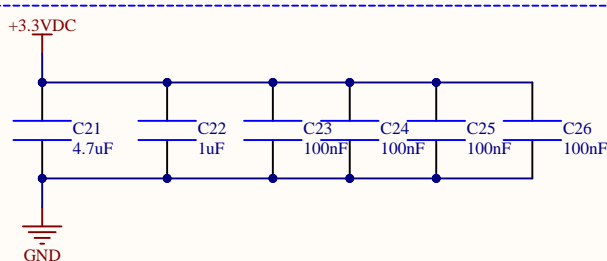 +3.3VDC
C21
4.7uF
C22
1uF
C23
100nF
C24
100nF
C25
100nF
C26
100nF
GND